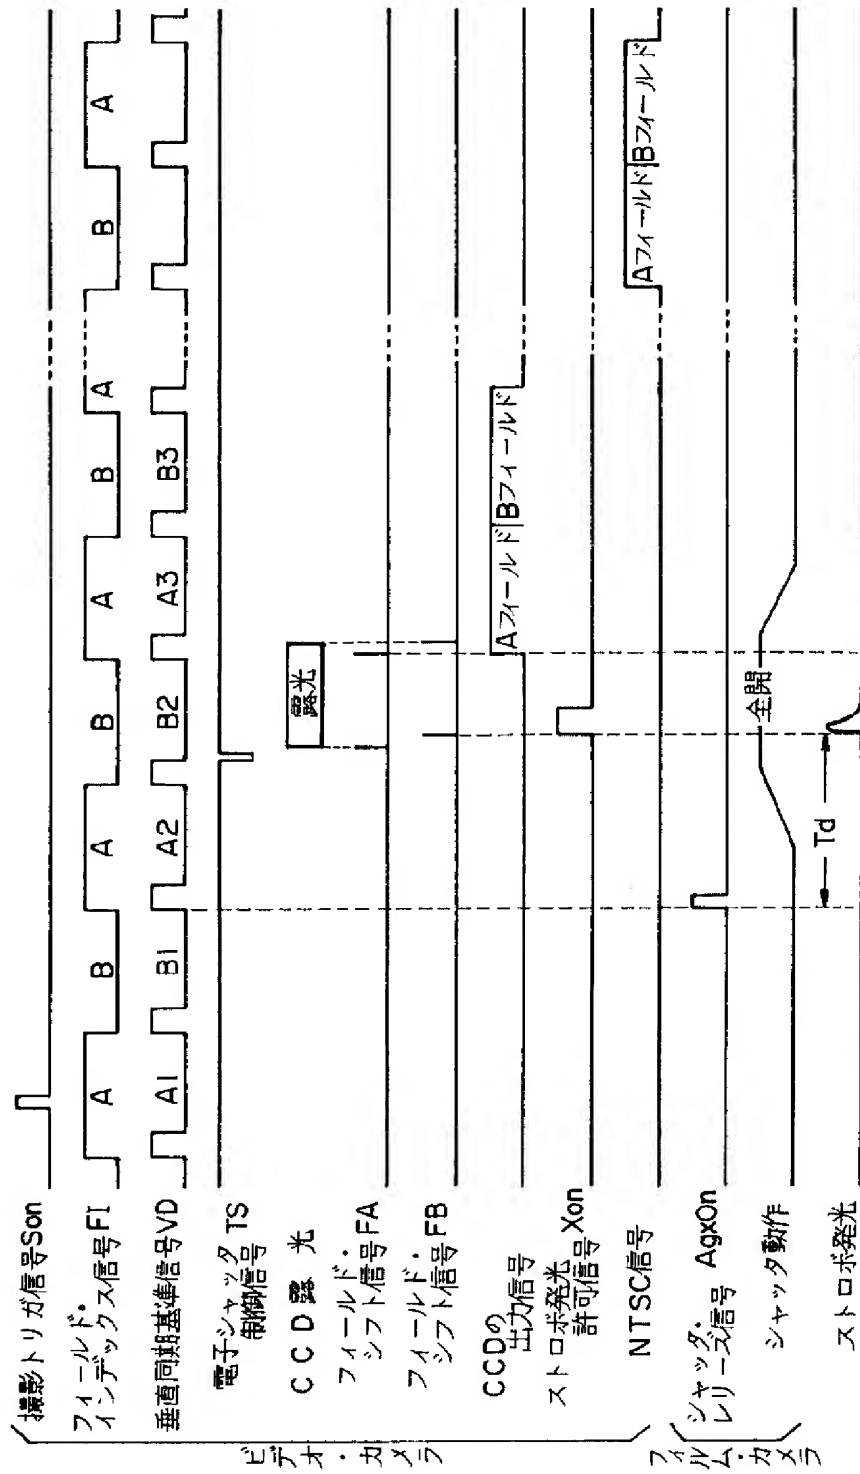 撮影トリガ信号Son
フィールド・
インデックス信号FI
A B A B A B A B A
垂直同期基準信号VD
A1 B1 A2 B2 A3 B3
電子シャッタ
制御信号 TS
CCD露光
露光
フィールド・
シフト信号FA
フィールド・
シフト信号FB
CCDの
出力信号
Aフィールド Bフィールド
ストロボ発光
許可信号 Xon
NTSC信号
Aフィールド Bフィールド
ビデオ・カメラ
シャッタ・
レリーズ信号 AgxOn
シャッタ動作
全開
Td
ストロボ発光
フィルム・カメラ